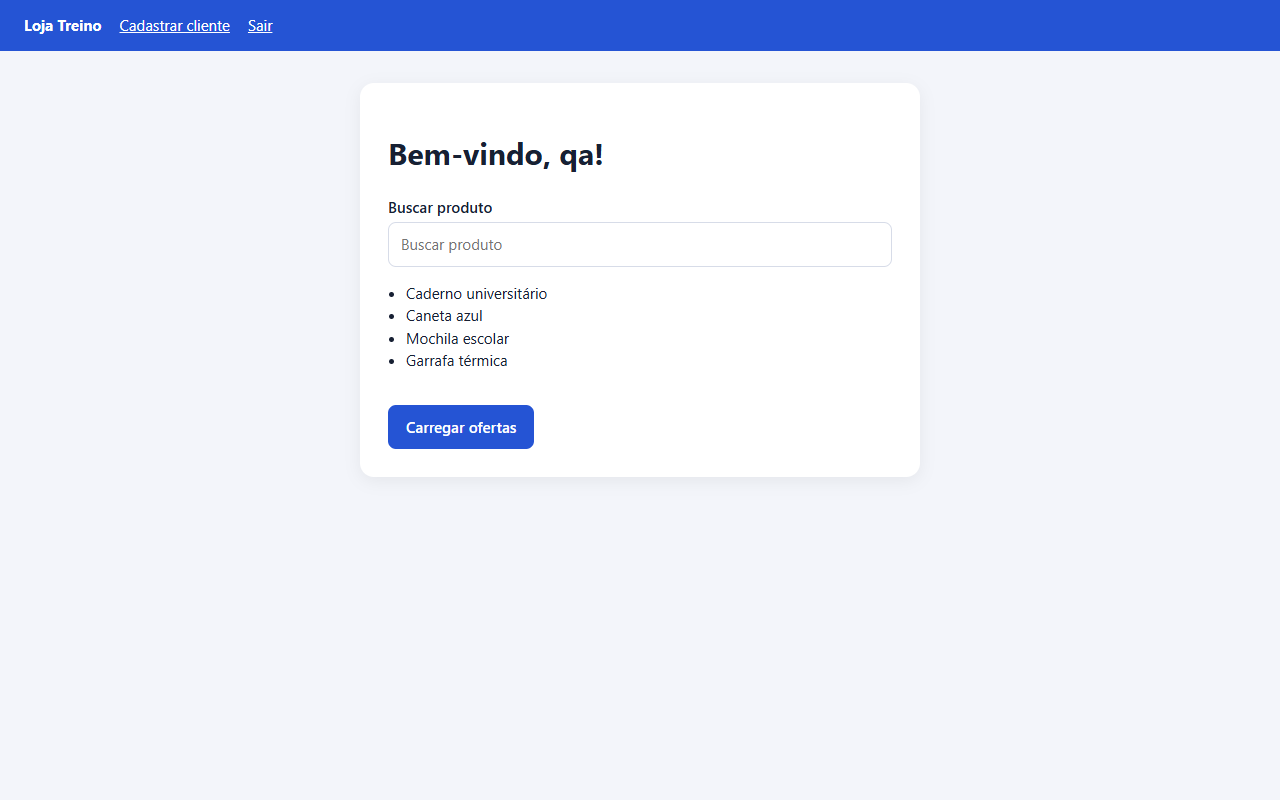 Loja Treino Cadastrar cliente Sair
Bem-vindo, qa!
Buscar produto
Buscar produto
Caderno universitário
Caneta azul
Mochila escolar
Garrafa térmica
Carregar ofertas